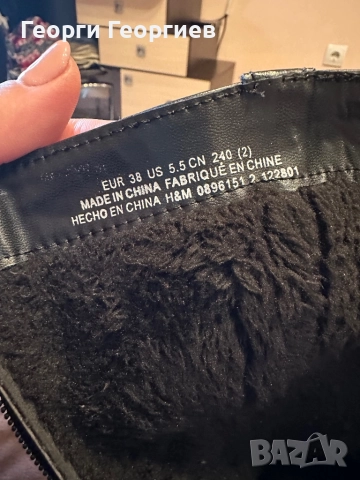 Георги Георгиев
EUR 38 US 5.5 CN 240 (2)
MADE IN CHINA FABRIQUÉ EN CHINE
HECHO EN CHINA H&M 0896151 2 122801
BAZAR